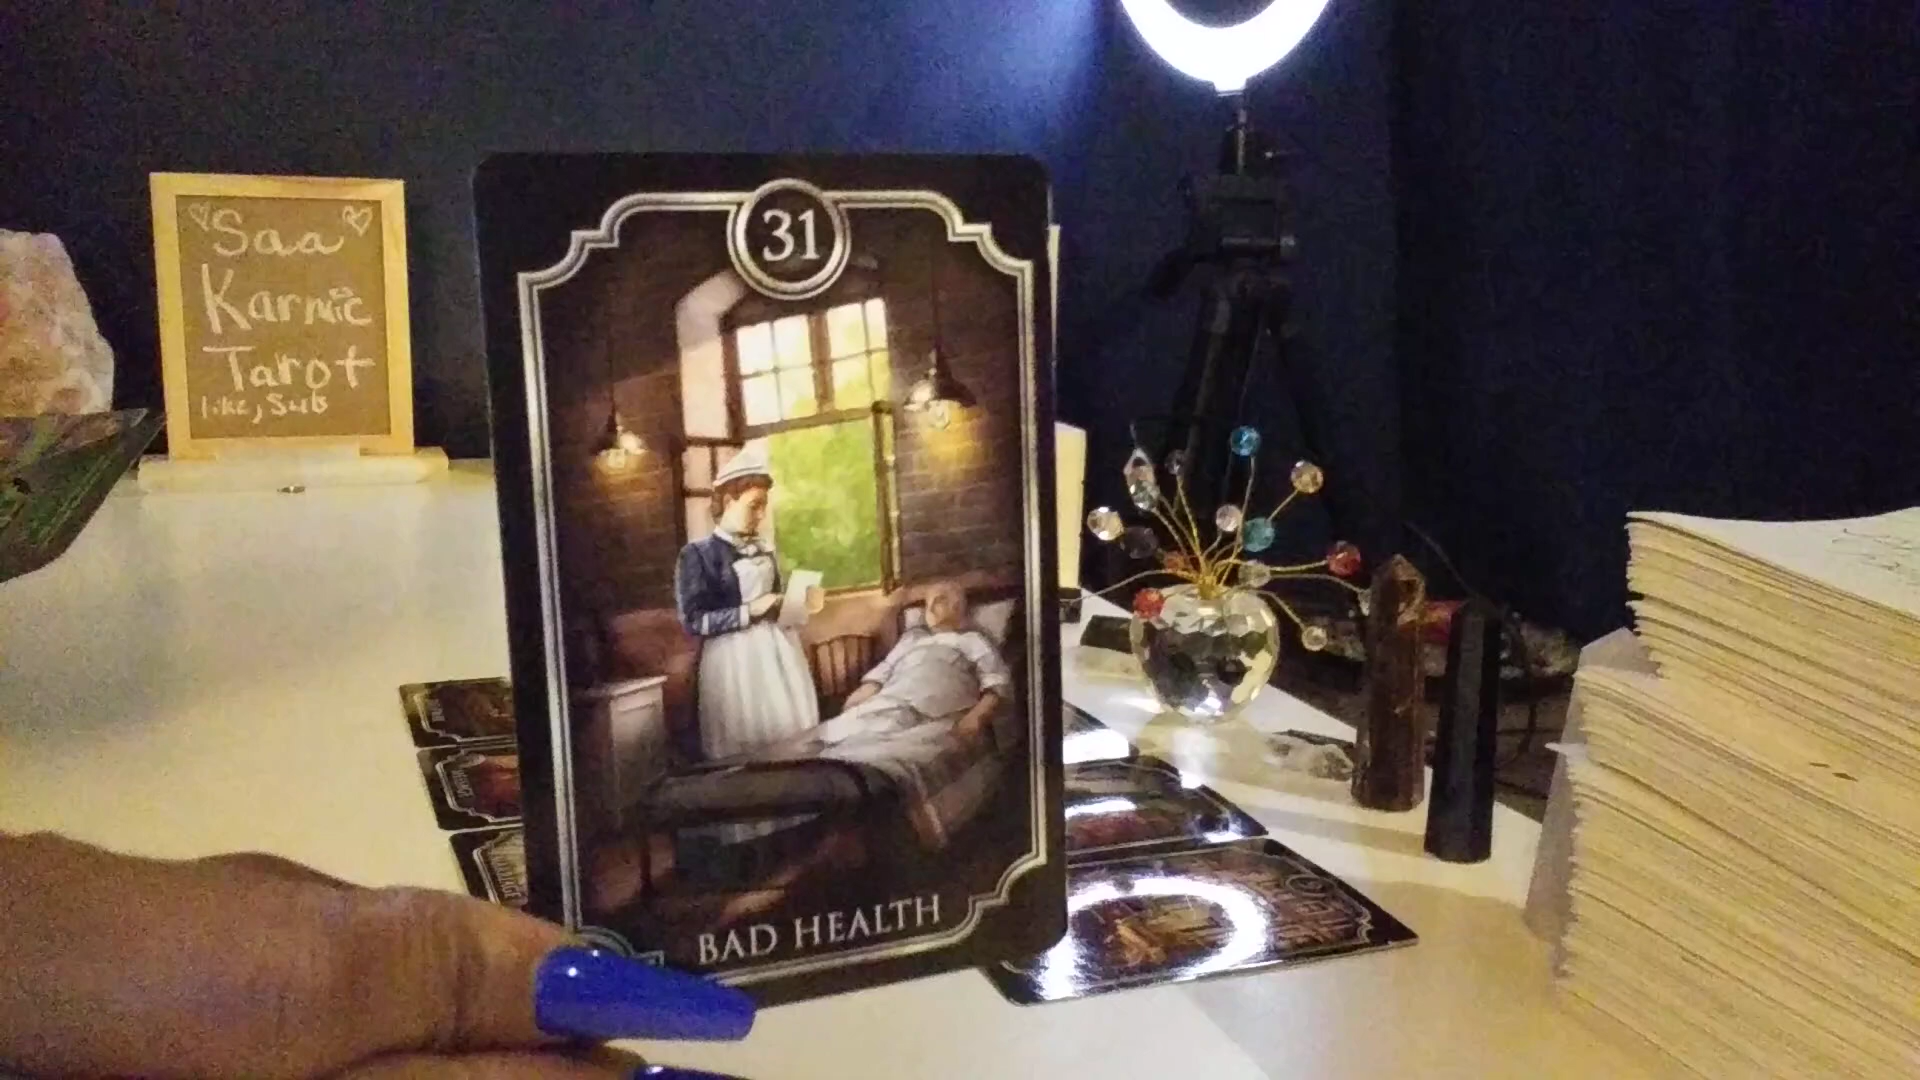 Saa
Karmic
Tarot
like, Sub
31
BAD HEALTH